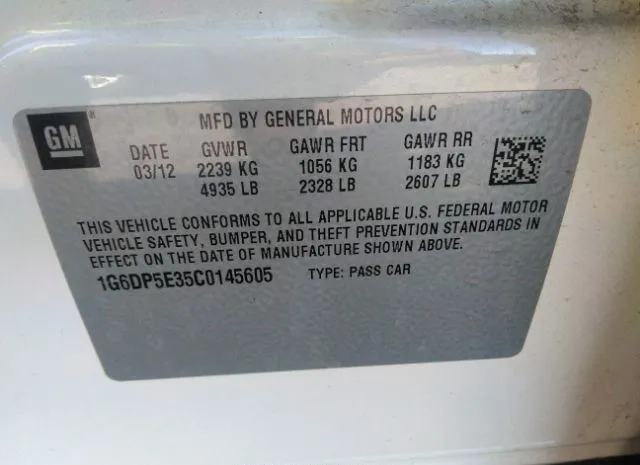 GM
®
MFD BY GENERAL MOTORS LLC
DATE GVWR GAWR FRT GAWR RR
03/12 2239 KG 1056 KG 1183 KG
4935 LB 2328 LB 2607 LB
THIS VEHICLE CONFORMS TO ALL APPLICABLE U.S. FEDERAL MOTOR
VEHICLE SAFETY, BUMPER, AND THEFT PREVENTION STANDARDS IN
EFFECT ON THE DATE OF MANUFACTURE SHOWN ABOVE.
1G6DP5E35C0145605 TYPE: PASS CAR